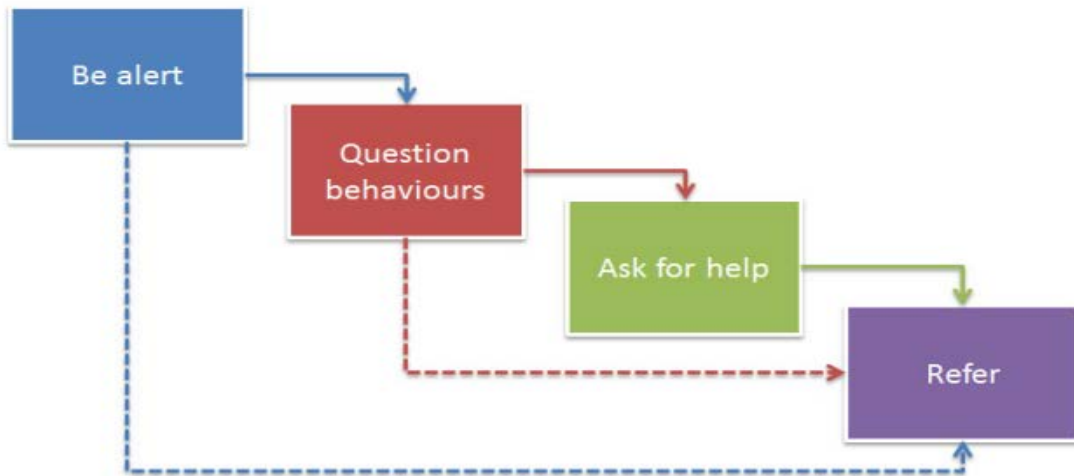 Be alert
Question
behaviours
Ask for help
Refer